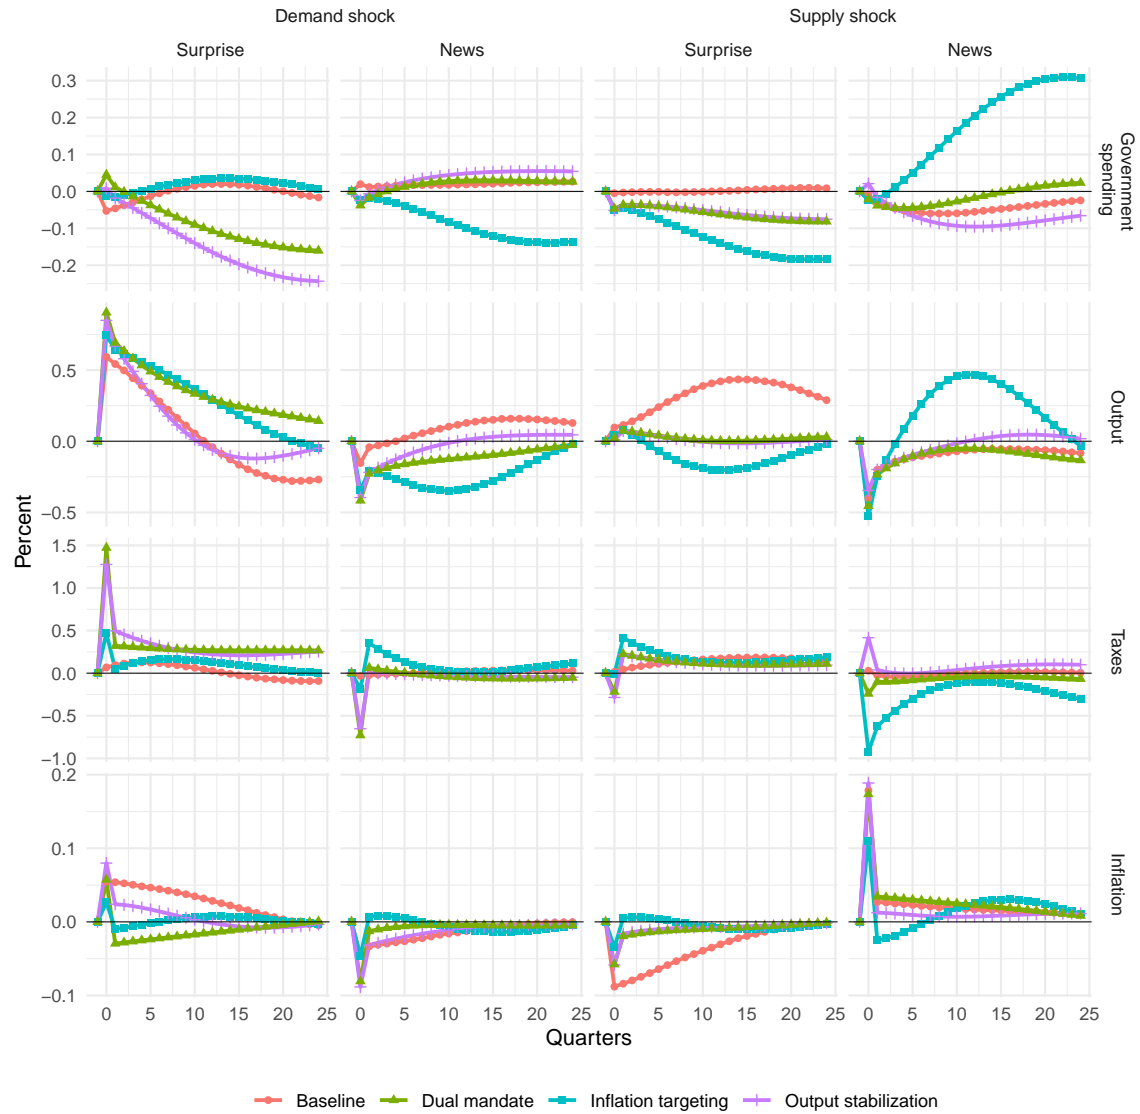 Demand shock Supply shock
Surprise News Surprise News
0.3
0.2
0.1
0.0
−0.1
−0.2
Government
spending
0.5
0.0
−0.5
Output
1.5
1.0
0.5
0.0
−0.5
−1.0
Taxes
0.2
0.1
0.0
−0.1
Inflation
Percent
0 5 10 15 20 25 0 5 10 15 20 25 0 5 10 15 20 25 0 5 10 15 20 25
Quarters
Baseline Dual mandate Inflation targeting Output stabilization